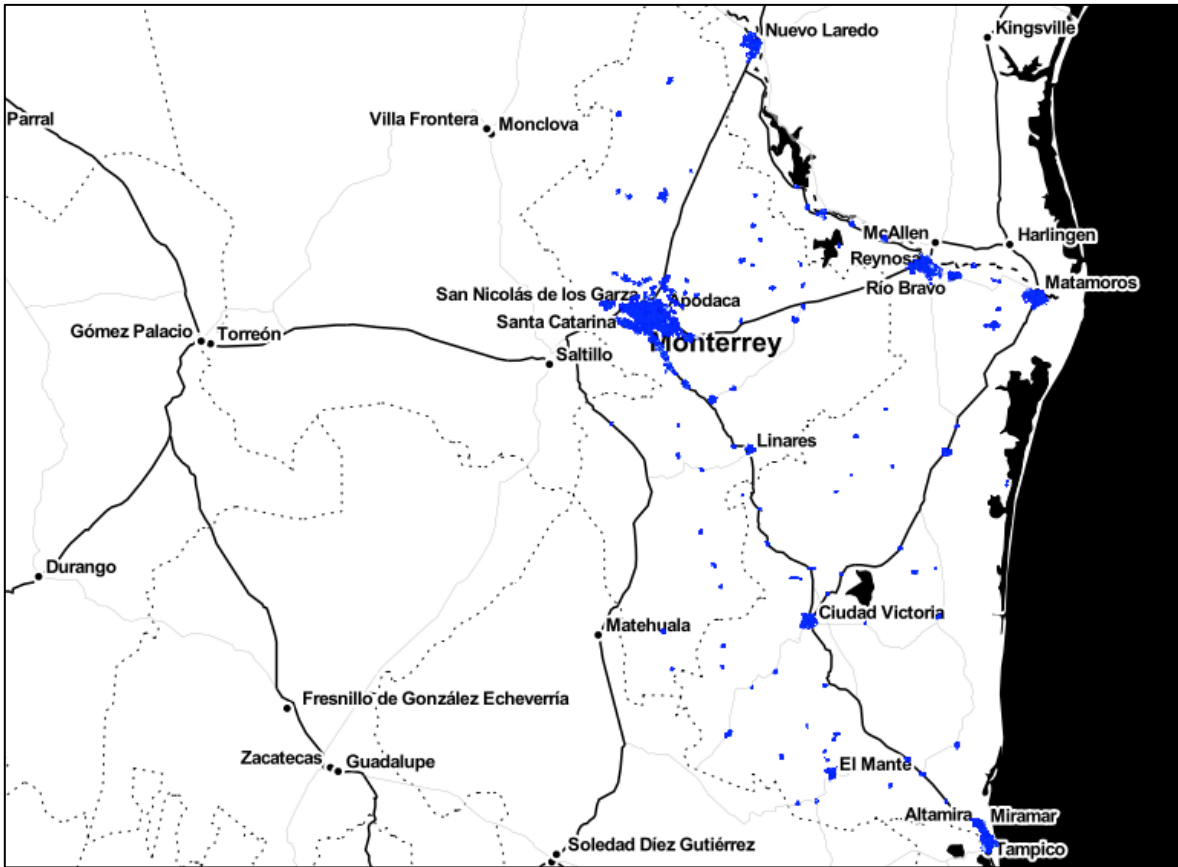 Nuevo Laredo
Kingsville
Parral
Villa Frontera
Monclova
McAllen
Harlingen
Reynosa
Río Bravo
Matamoros
San Nicolás de los Garza
Apodaca
Santa Catarina
Monterrey
Gómez Palacio
Torreón
Saltillo
Linares
Durango
Ciudad Victoria
Matehuala
Fresnillo de González Echeverría
Zacatecas
Guadalupe
El Mante
Altamira
Miramar
Soledad Díez Gutiérrez
Tampico